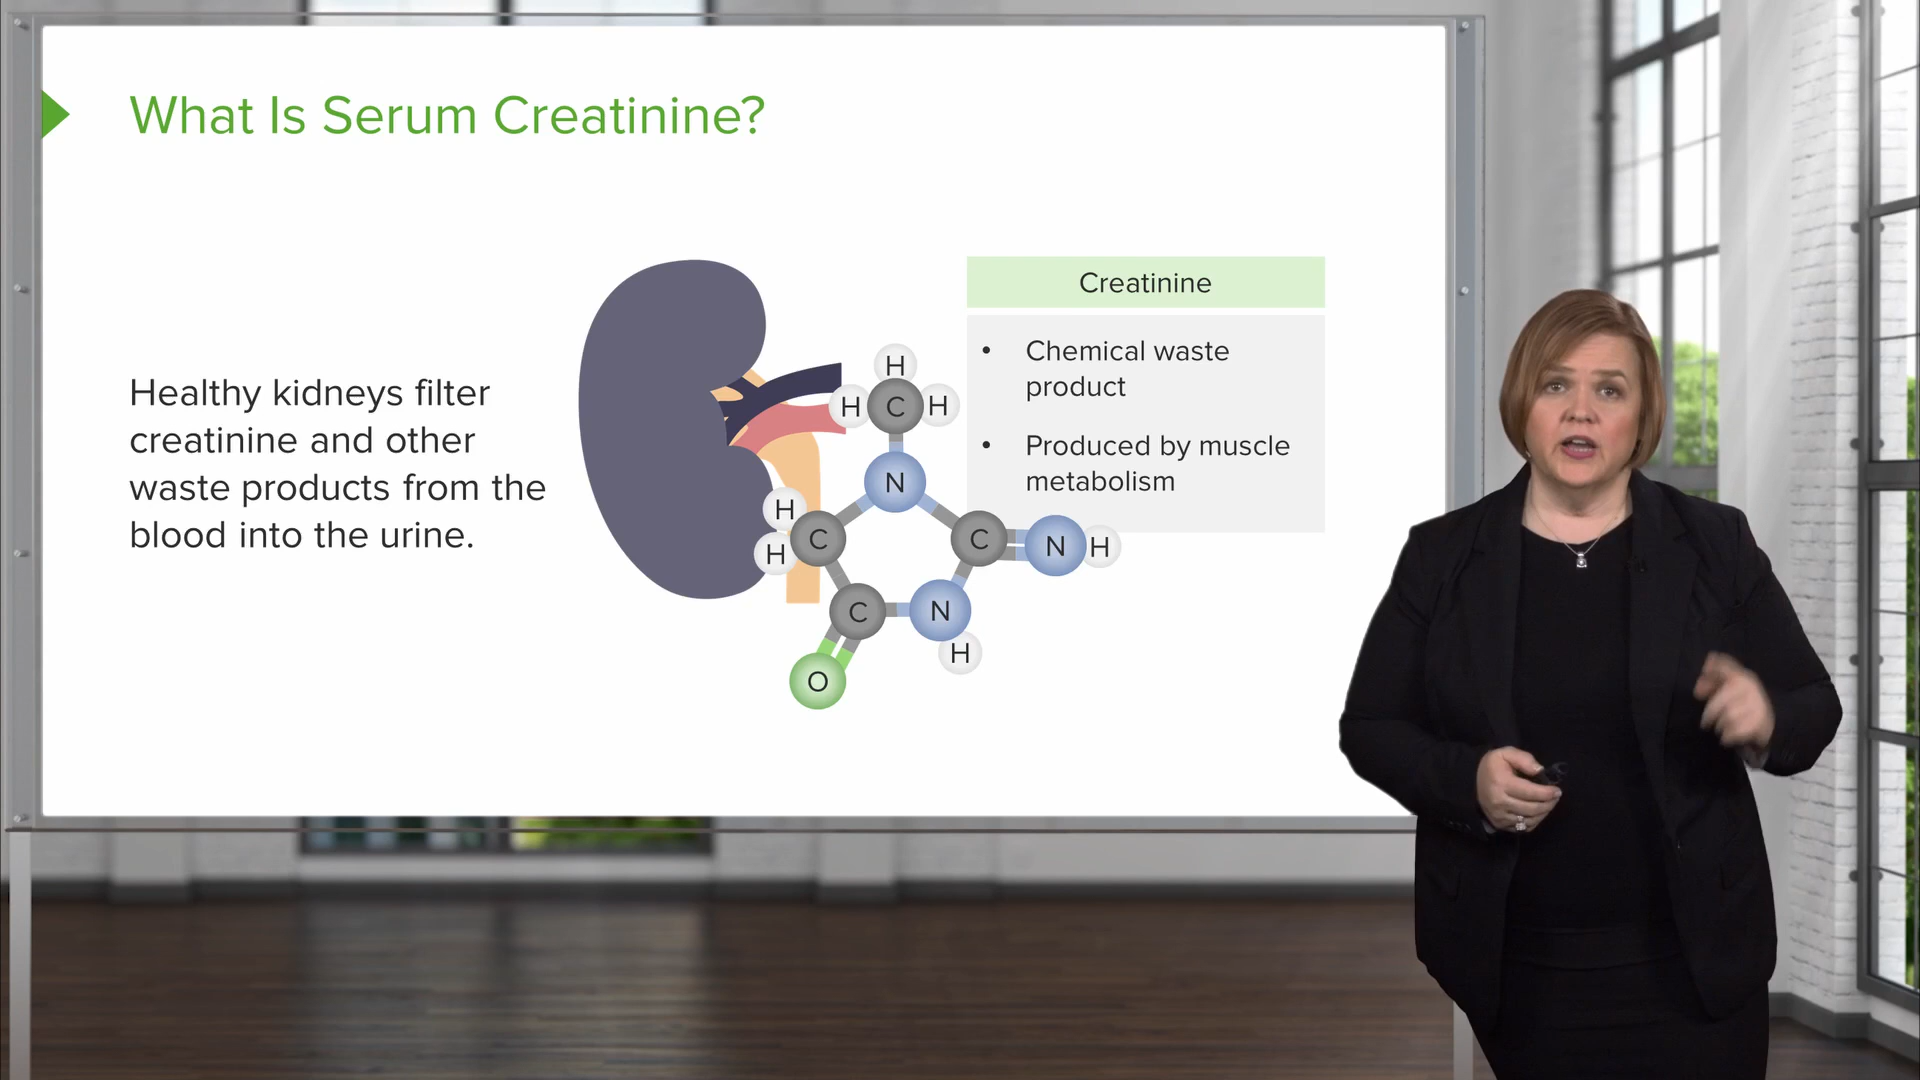 What Is Serum Creatinine?
Healthy kidneys filter
creatinine and other
waste products from the
blood into the urine.
Creatinine
• Chemical waste
product
• Produced by muscle
metabolism
H
H C H
N
H
C
H
C
N H
C
N
H
O